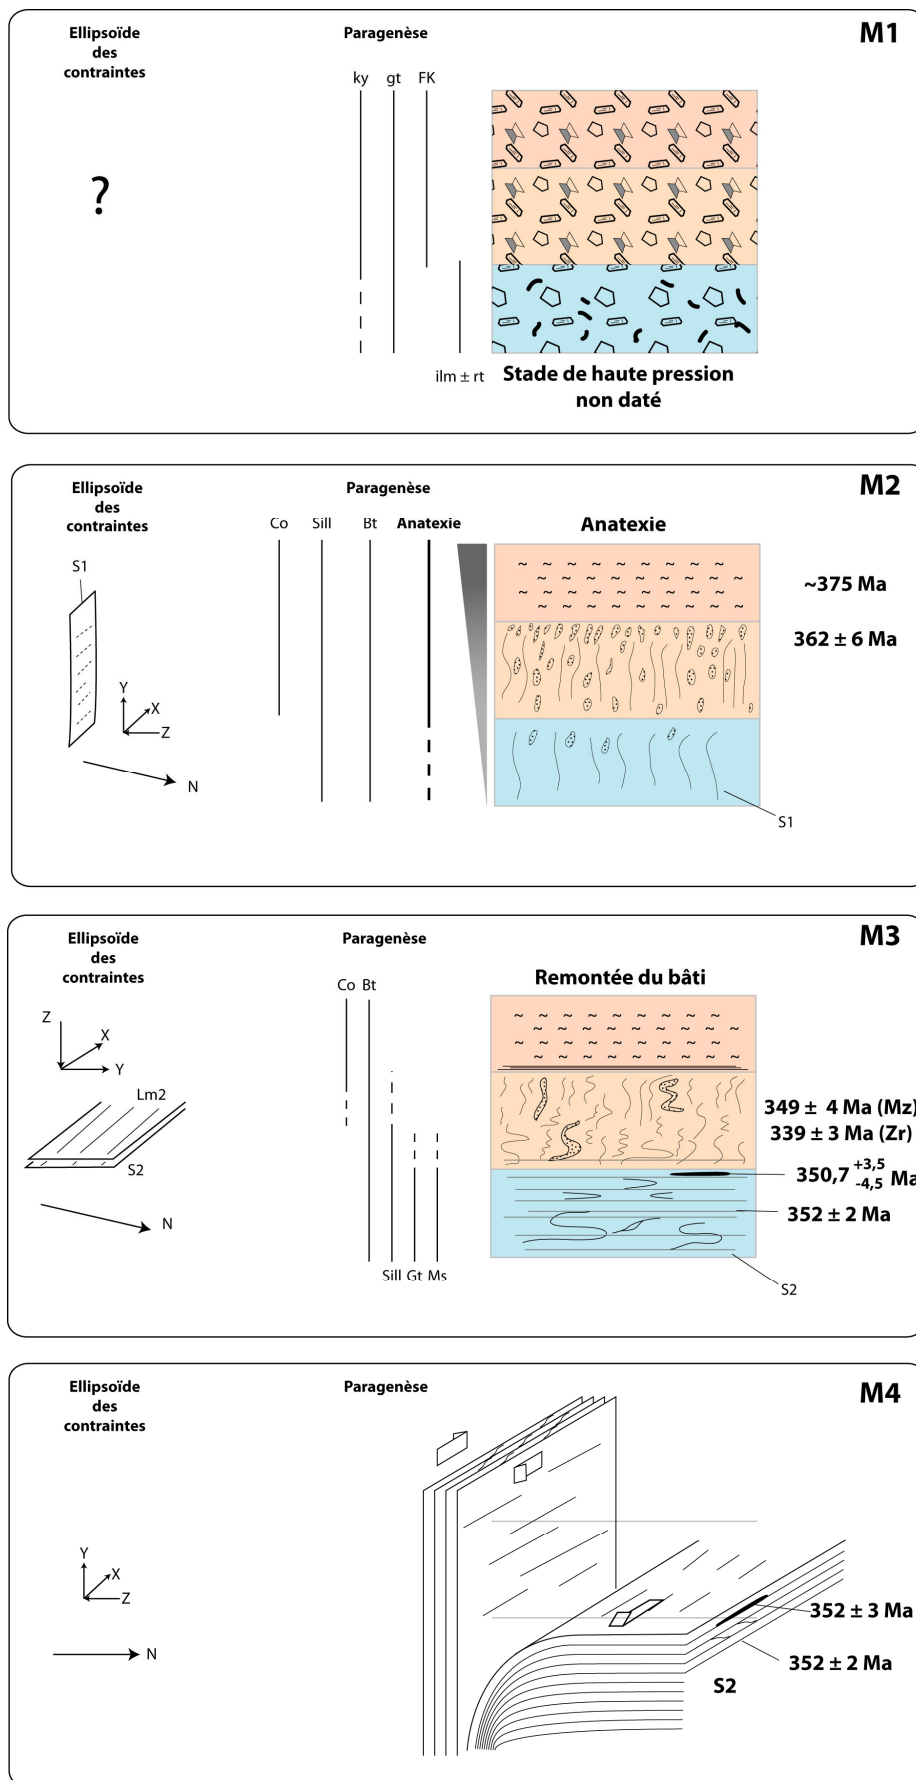 M1
Ellipsoïde
des
contraintes
Paragenèse
ky gt FK
?
ilm ± rt
Stade de haute pression
non daté
M2
Ellipsoïde
des
contraintes
Paragenèse
Co Sill Bt Anatexie
Anatexie
S1
~375 Ma
362 ± 6 Ma
Y
X
Z
N
S1
M3
Ellipsoïde
des
contraintes
Paragenèse
Remontée du bâti
Co Bt
Z
X
Y
Lm2
S2
N
349 ± 4 Ma (Mz)
339 ± 3 Ma (Zr)
350,7 +3,5 -4,5 Ma
352 ± 2 Ma
Sill Gt Ms
S2
M4
Ellipsoïde
des
contraintes
Paragenèse
Y
X
Z
N
352 ± 3 Ma
352 ± 2 Ma
S2